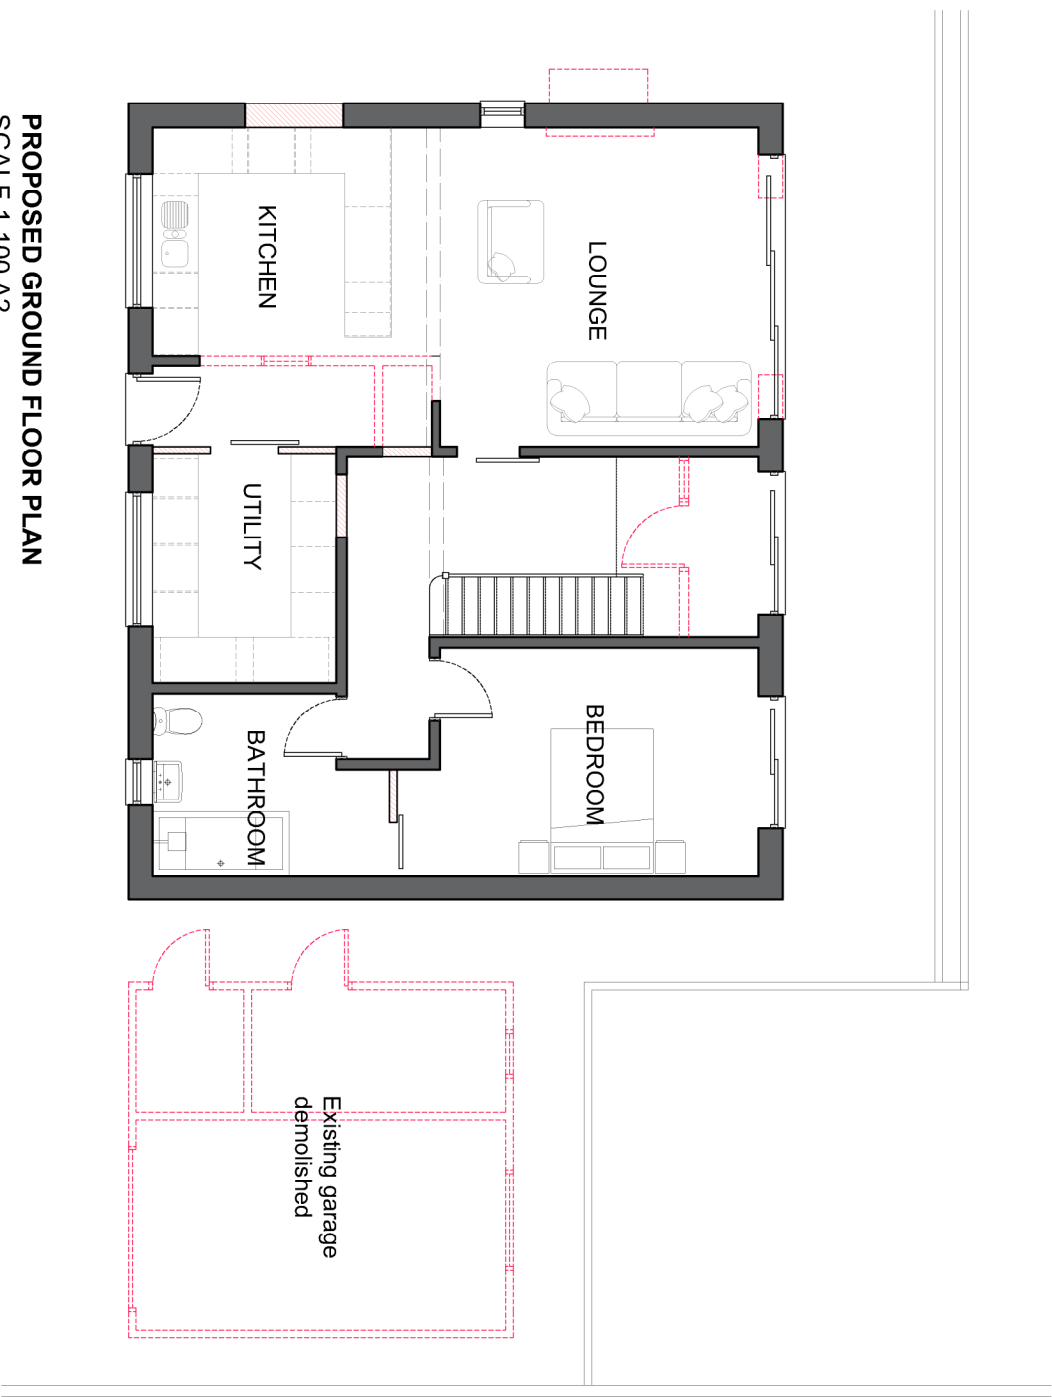 LOUNGE
KITCHEN
UTILITY
BEDROOM
BATHROOM
Existing garage
demolished
PROPOSED GROUND FLOOR PLAN